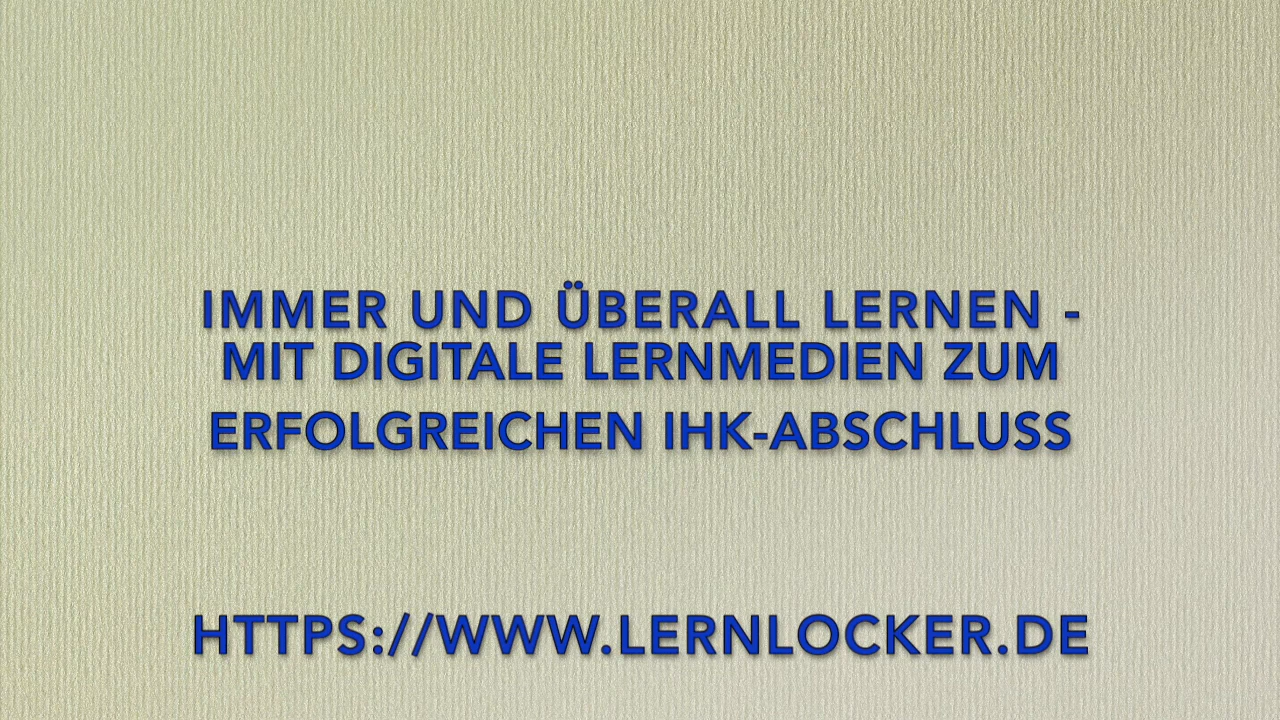 IMMER UND ÜBERALL LERNEN -
MIT DIGITALE LERNMEDIEN ZUM
ERFOLGREICHEN IHK-ABSCHLUSS
HTTPS://WWW.LERNLOCKER.DE